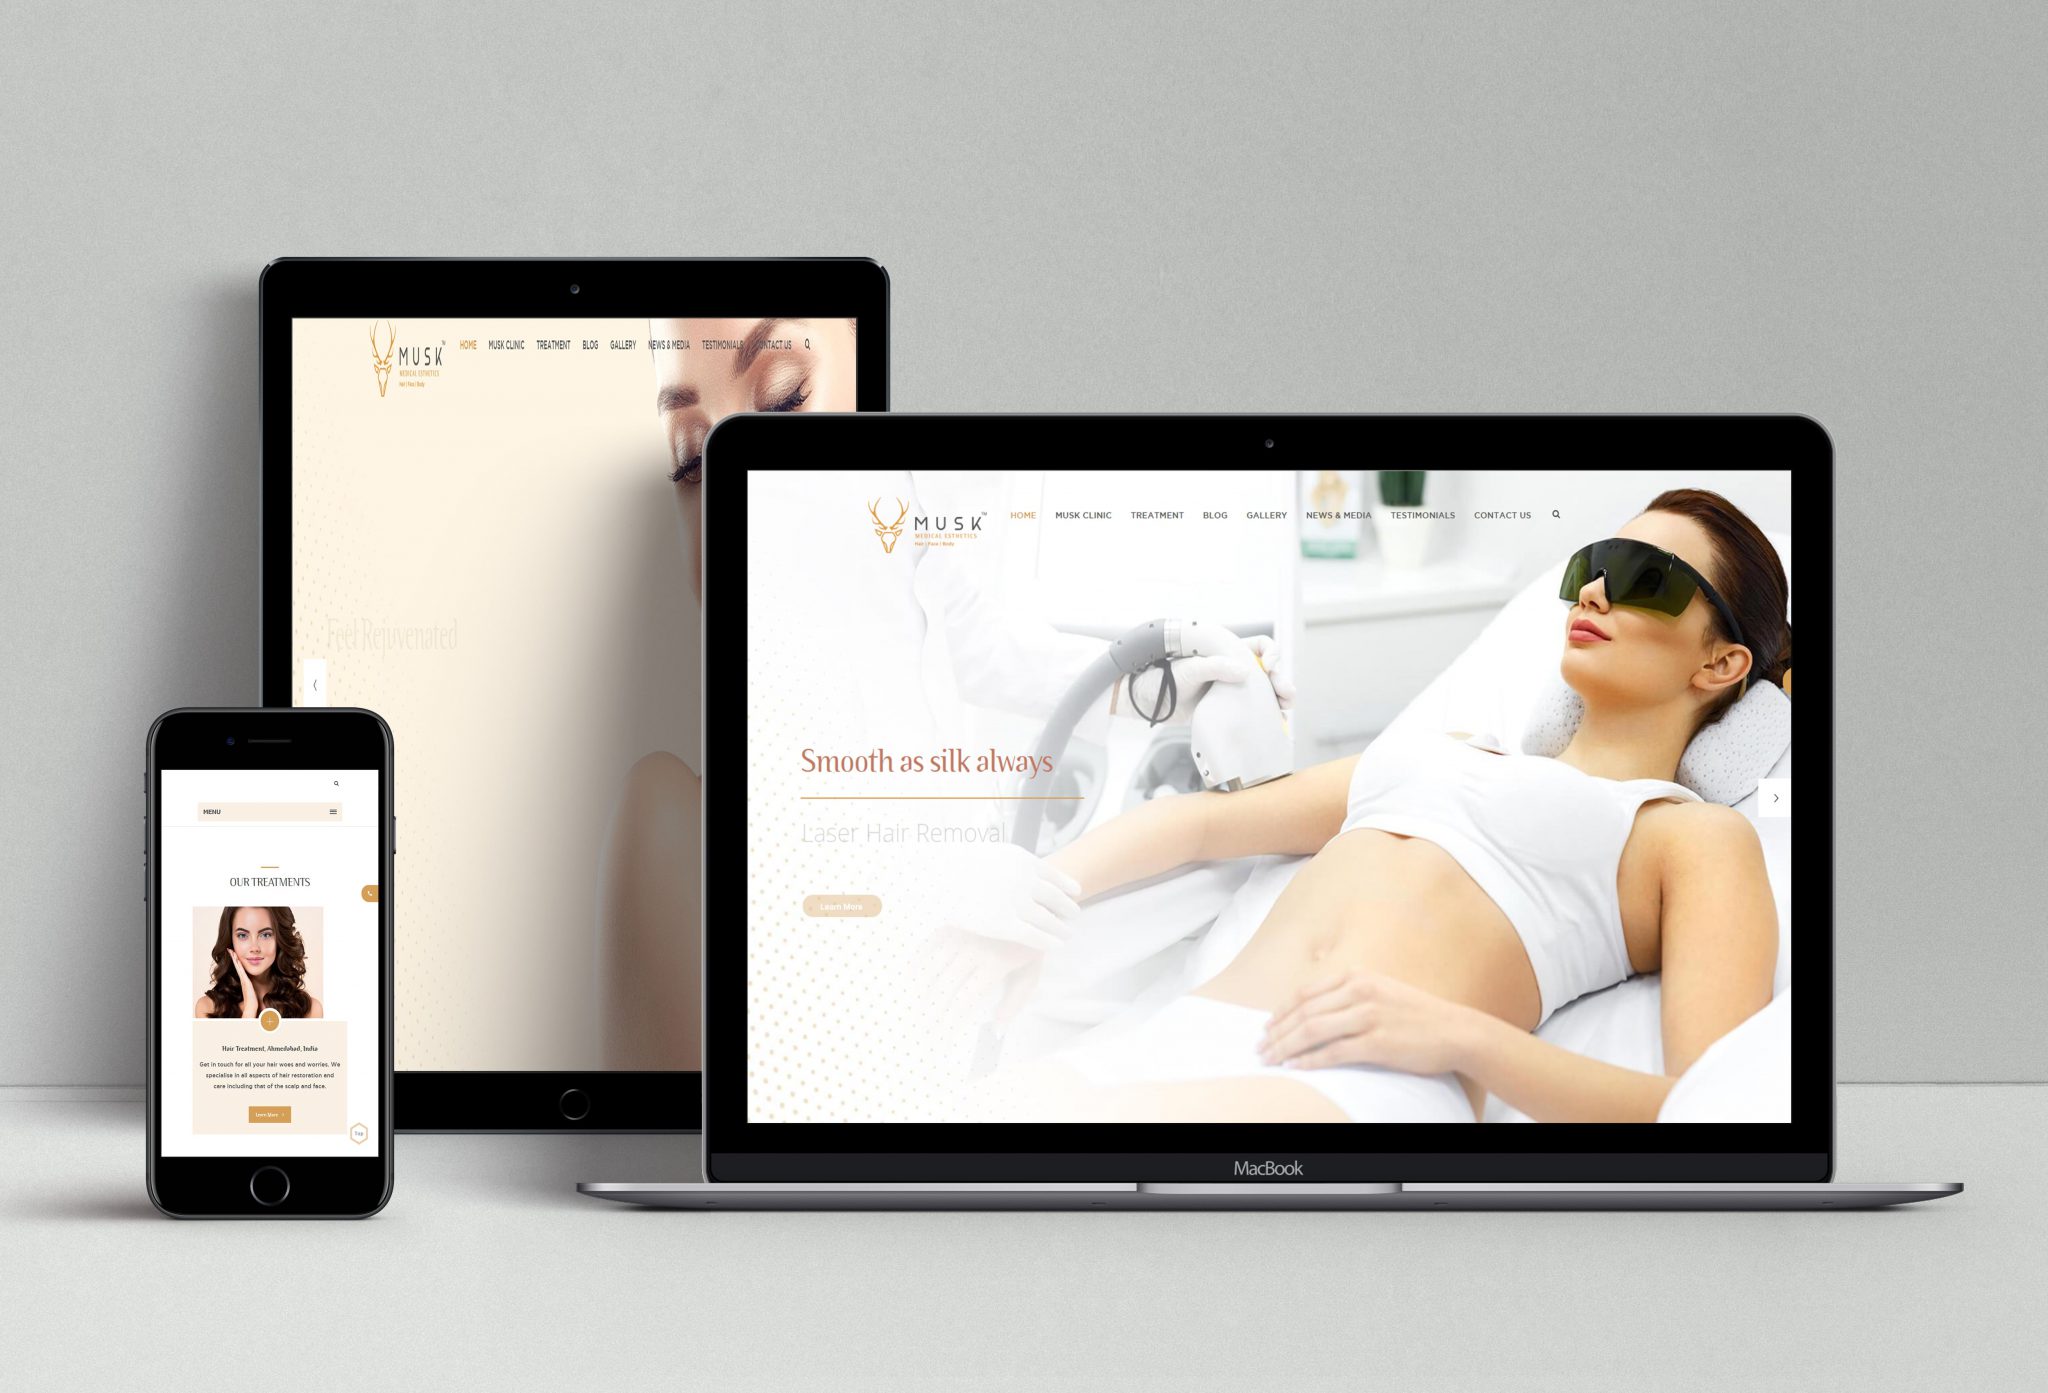 MUSK™
MEDICAL ESTHETICS
Hair | Face | Body
HOME MUSK CLINIC TREATMENT BLOG GALLERY NEWS & MEDIA TESTIMONIALS CONTACT US
Feel Rejuvenated
MUSK™
MEDICAL ESTHETICS
Hair | Face | Body
HOME MUSK CLINIC TREATMENT BLOG GALLERY NEWS & MEDIA TESTIMONIALS CONTACT US
Smooth as silk always
Laser Hair Removal
Learn More
MacBook
MENU
OUR TREATMENTS
Hair Treatment, Ahmedabad, India
Get in touch for all your hair woes and worries. We
specialise in all aspects of hair restoration and
care including that of the scalp and face.
Learn More
Top